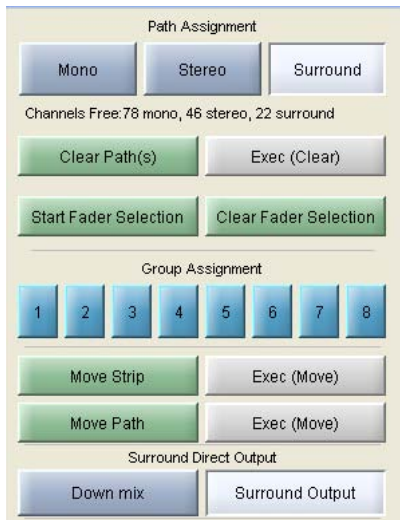 Path Assignment
Mono Stereo Surround
Channels Free:78 mono, 46 stereo, 22 surround
Clear Path(s) Exec (Clear)
Start Fader Selection Clear Fader Selection
Group Assignment
1 2 3 4 5 6 7 8
Move Strip Exec (Move)
Move Path Exec (Move)
Surround Direct Output
Down mix Surround Output